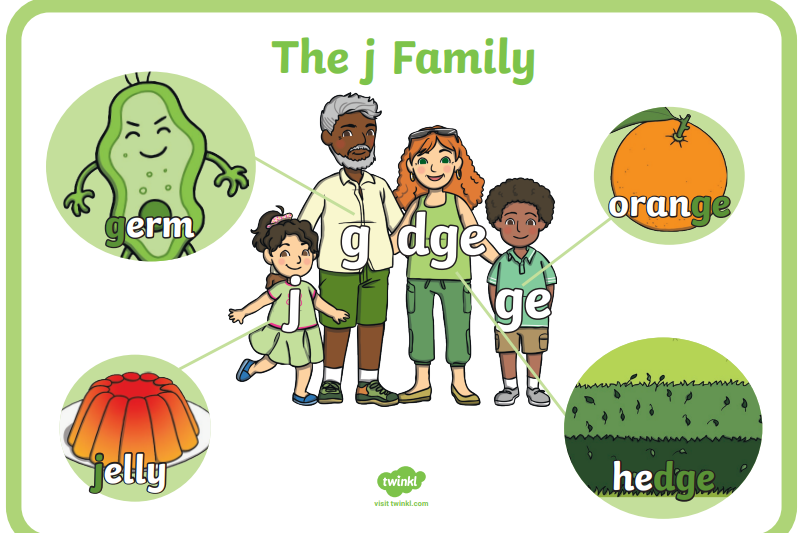 The j Family
germ
orange
g
dge
j
ge
jelly
hedge
twinkl
visit twinkl.com